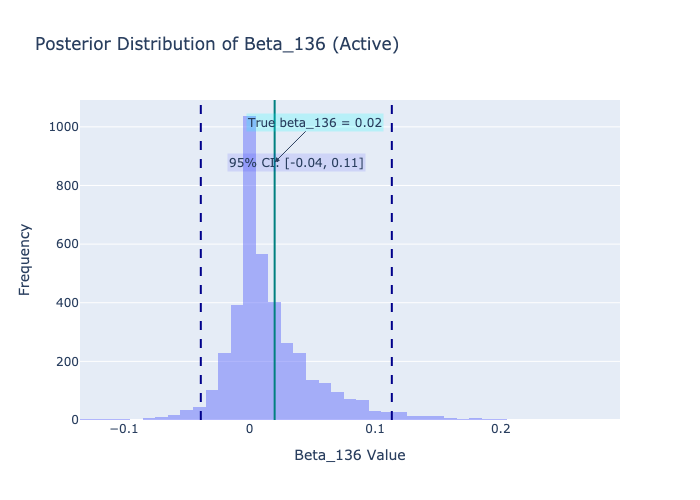 Posterior Distribution of Beta_136 (Active)
True beta_136 = 0.02
95% CI: [-0.04, 0.11]
Frequency
1000
800
600
400
200
0
−0.1
0
0.1
0.2
Beta_136 Value